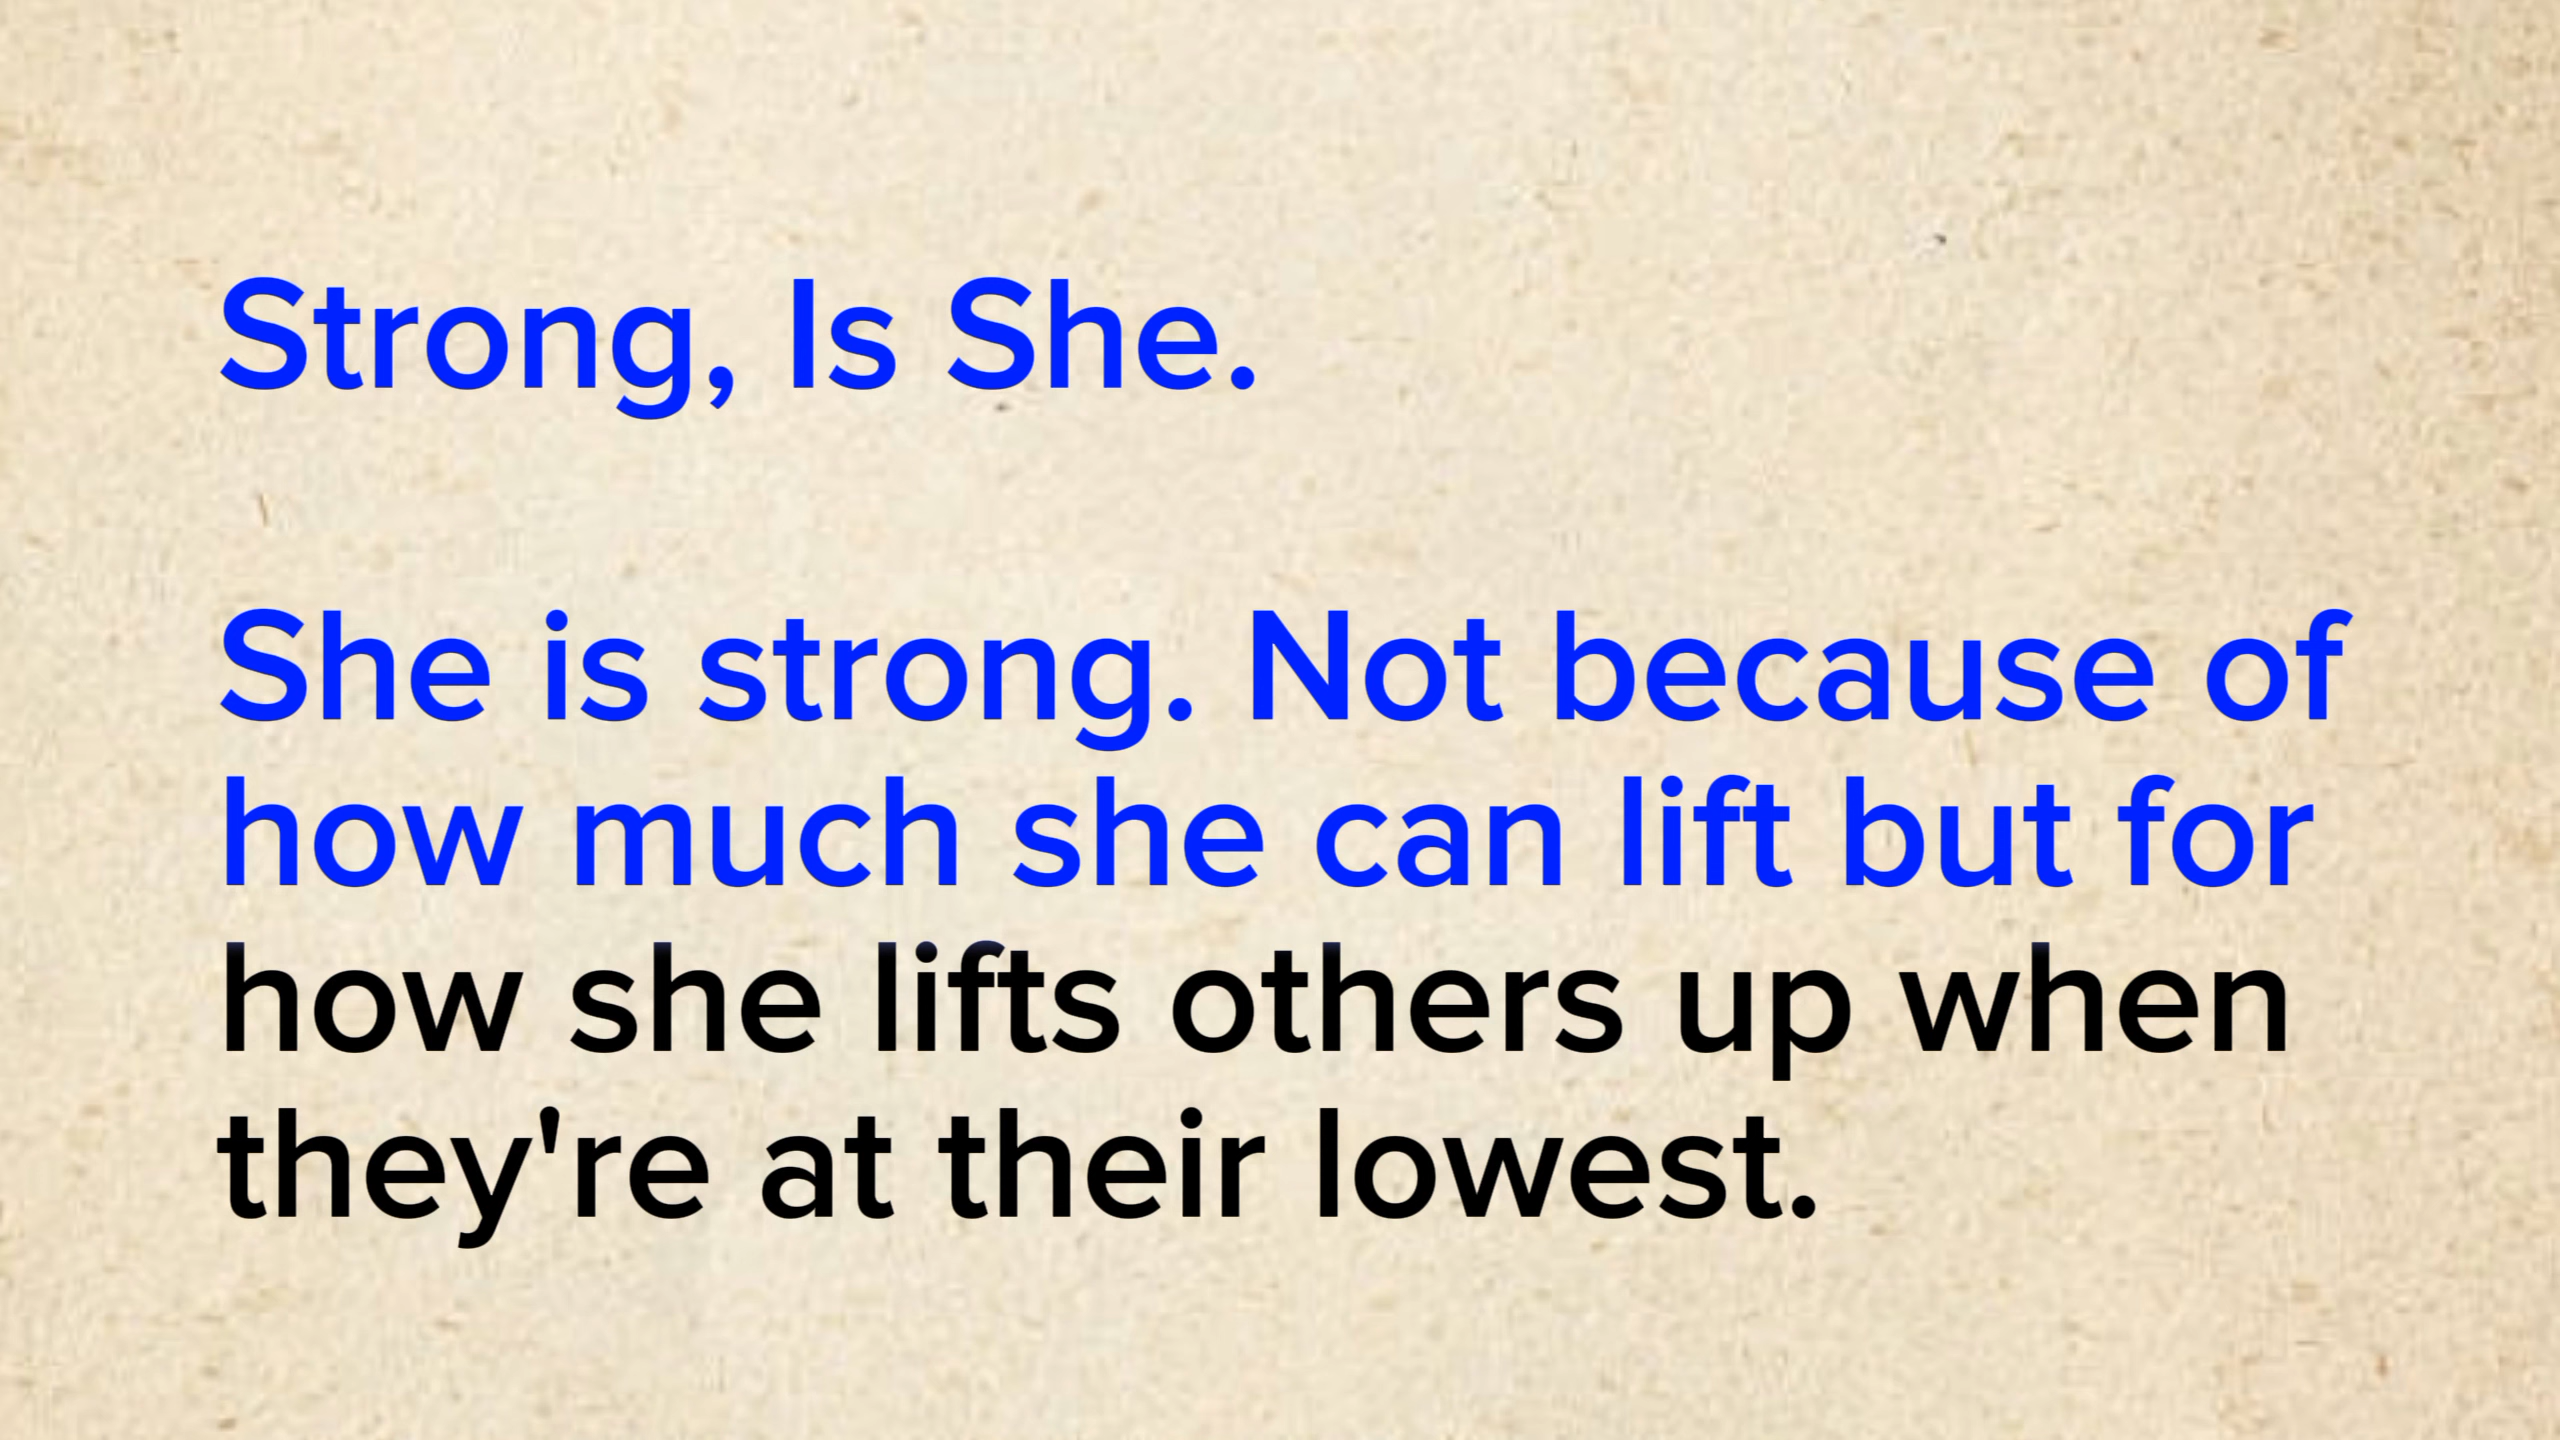 Strong, Is She.
She is strong. Not because of
how much she can lift but for
how she lifts others up when
they're at their lowest.